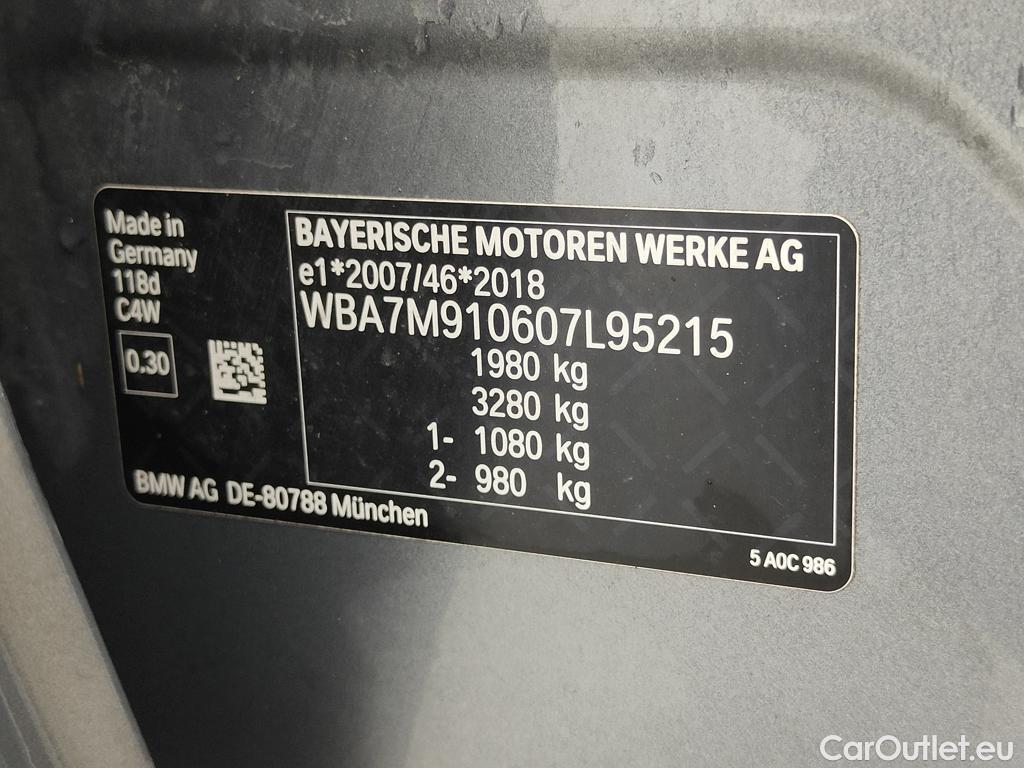 Made in
Germany
118d
C4W
0.30
BMW AG DE-80788 München
BAYERISCHE MOTOREN WERKE AG
e1*2007/46*2018
WBA7M910607L95215
1980 kg
3280 kg
1- 1080 kg
2- 980 kg
5 A0C 986
CarOutlet.eu